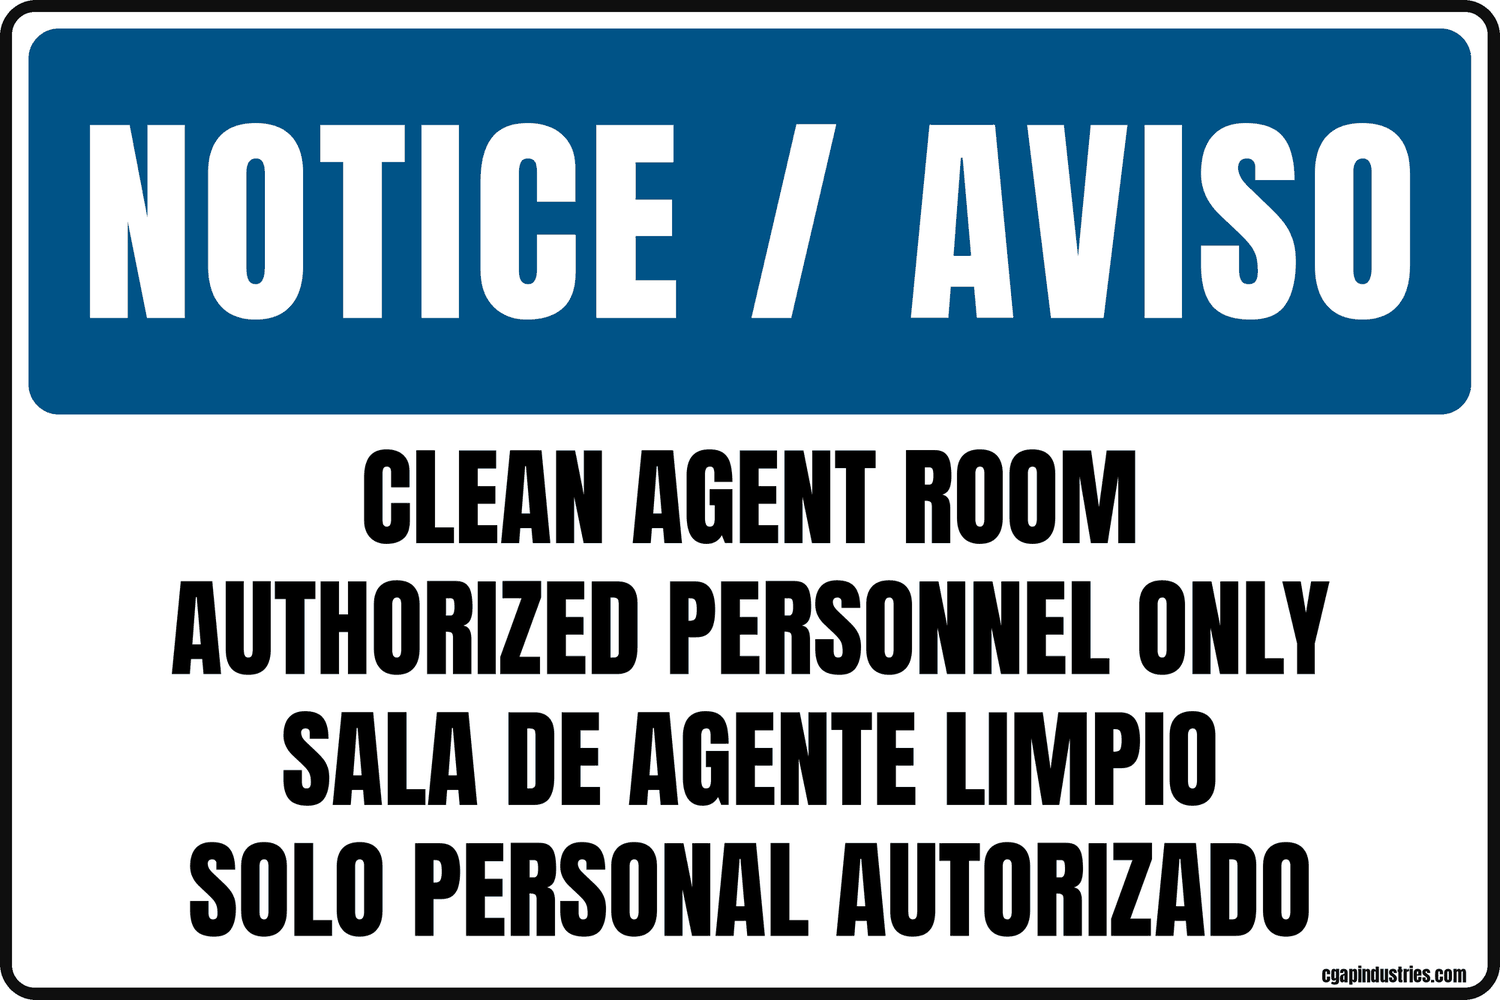 NOTICE / AVISO
CLEAN AGENT ROOM
AUTHORIZED PERSONNEL ONLY
SALA DE AGENTE LIMPIO
SOLO PERSONAL AUTORIZADO
cgapindustries.com